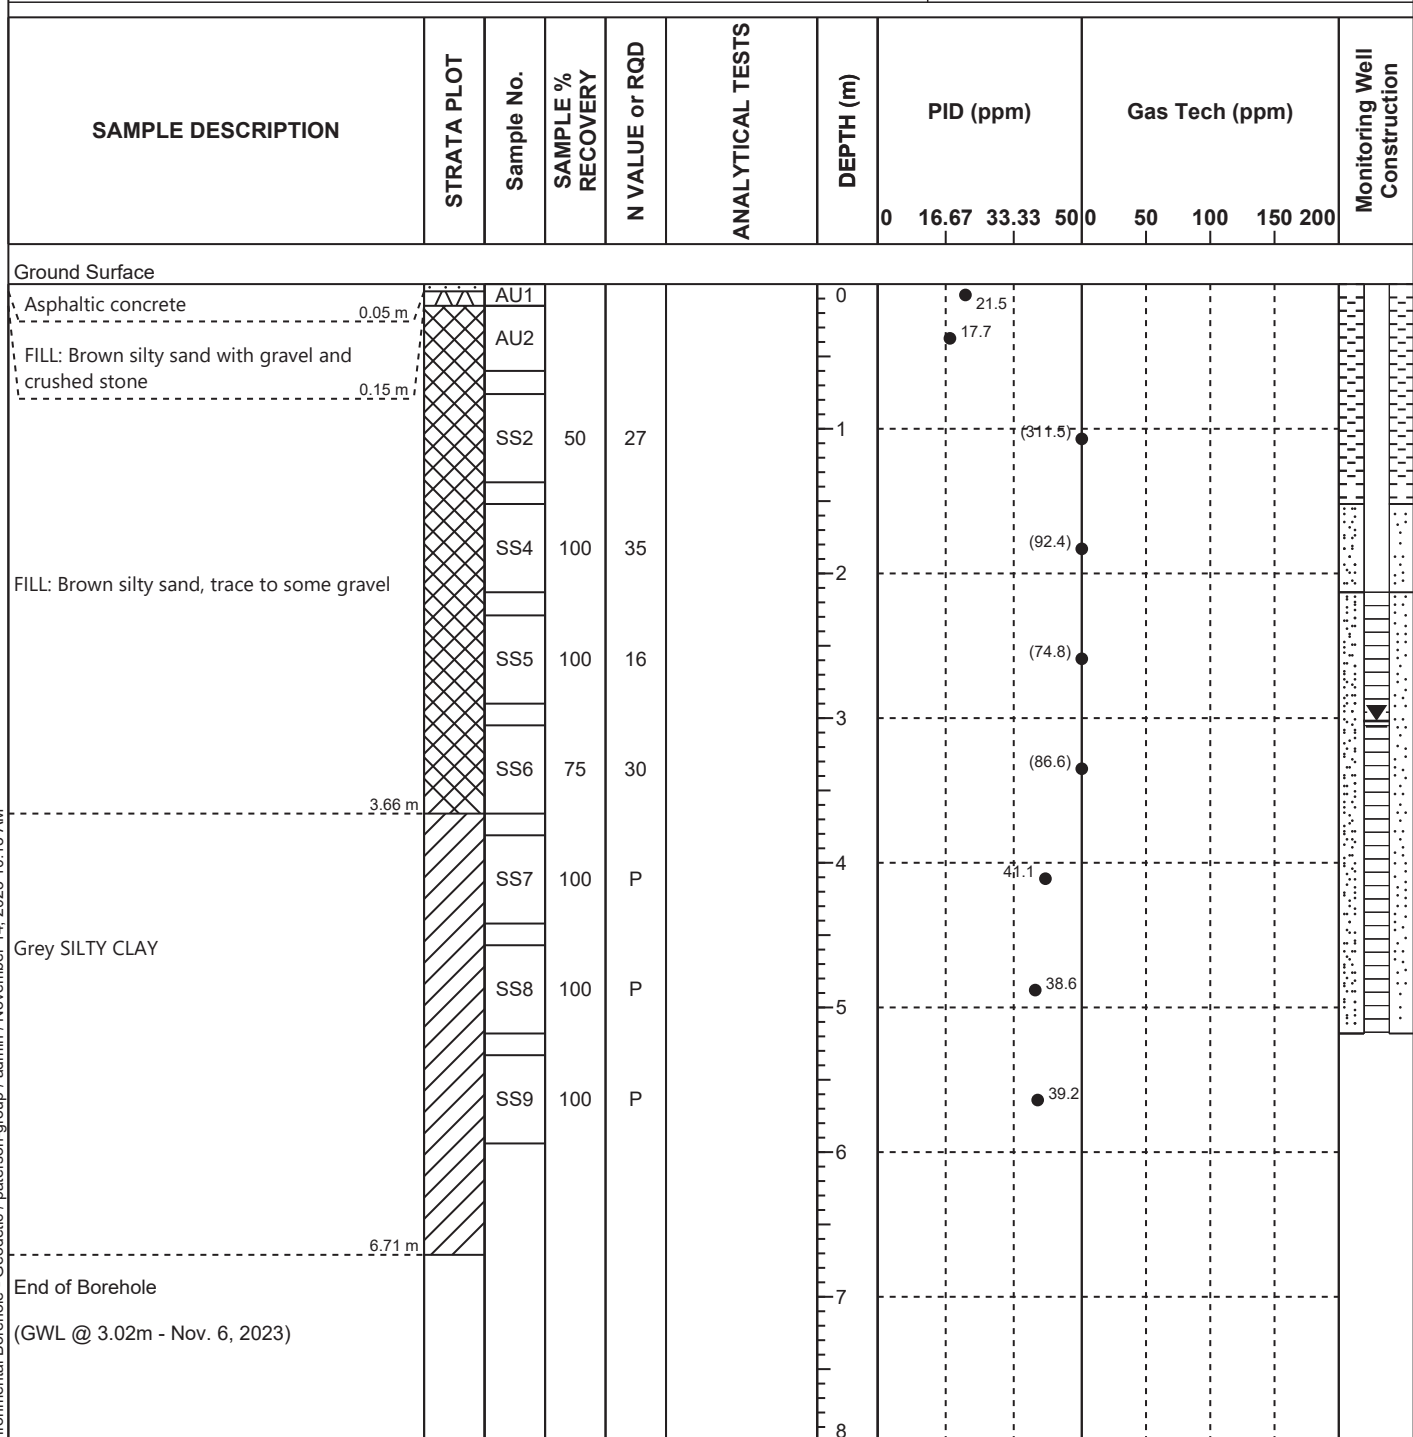 SAMPLE DESCRIPTION
STRATA PLOT
Sample No.
SAMPLE %
RECOVERY
N VALUE or RQD
ANALYTICAL TESTS
DEPTH (m)
PID (ppm)
Gas Tech (ppm)
Monitoring Well
Construction
0 16.67 33.33 50 0 50 100 150 200
Ground Surface
Asphaltic concrete
0.05 m
FILL: Brown silty sand with gravel and
crushed stone
0.15 m
AU1
0
21.5
AU2
17.7
SS2 50 27
1
(311.5)
SS4 100 35
(92.4)
2
FILL: Brown silty sand, trace to some gravel
SS5 100 16
(74.8)
3
SS6 75 30
(86.6)
3.66 m
4
SS7 100 P
41.1
Grey SILTY CLAY
SS8 100 P
38.6
5
SS9 100 P
39.2
6
6.71 m
End of Borehole
7
(GWL @ 3.02m - Nov. 6, 2023)
8